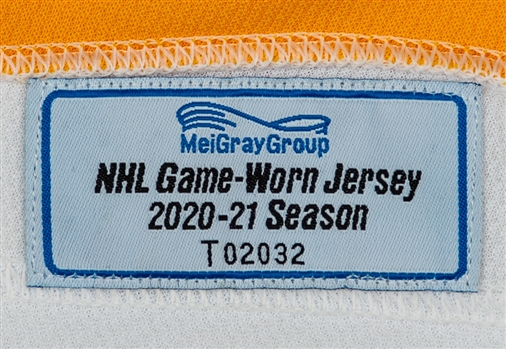 MeiGrayGroup
NHL Game-Worn Jersey
2020-21 Season
T02032